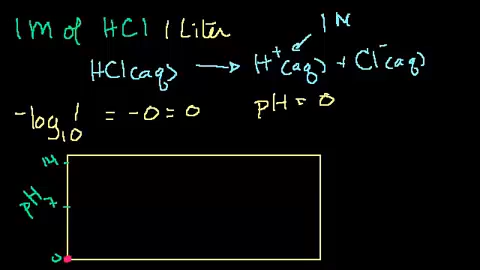 1M of HCl 1 Liter
1 M
HCl(aq) → H⁺(aq) + Cl⁻(aq)
-log₁₀ 1 = -0 = 0
pH = 0
14
pH 7
0